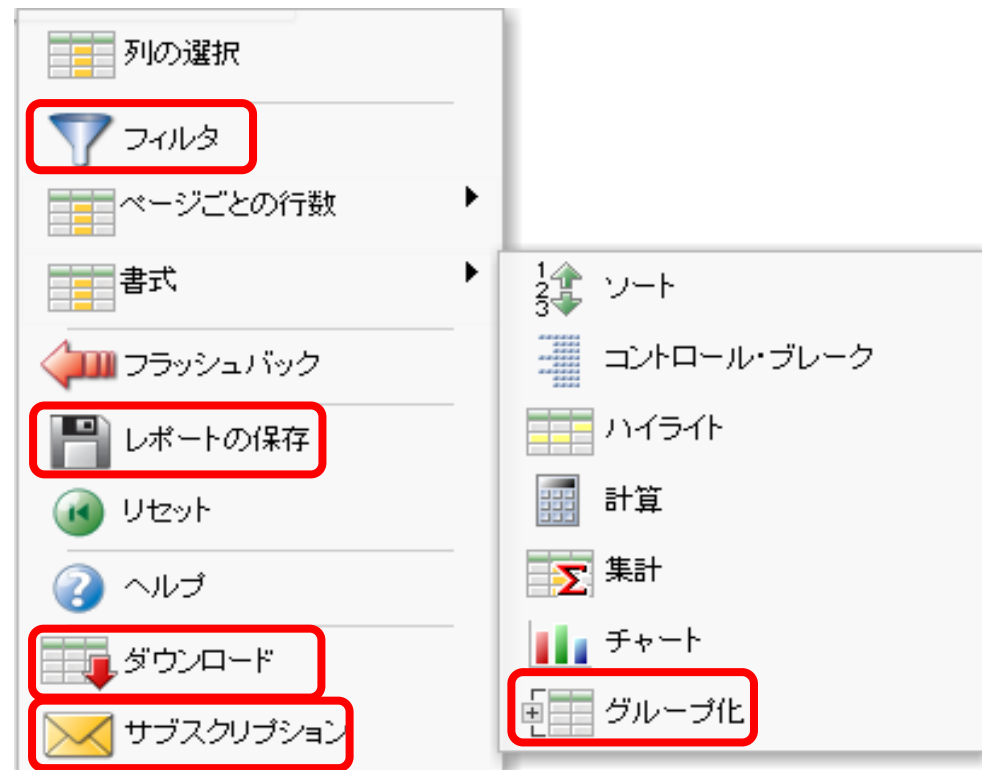 列の選択
フィルタ
ページごとの行数
書式
フラッシュバック
レポートの保存
リセット
ヘルプ
ダウンロード
サブスクリプション
1
2
3
ソート
コントロール・ブレーク
ハイライト
計算
Σ
集計
チャート
グループ化